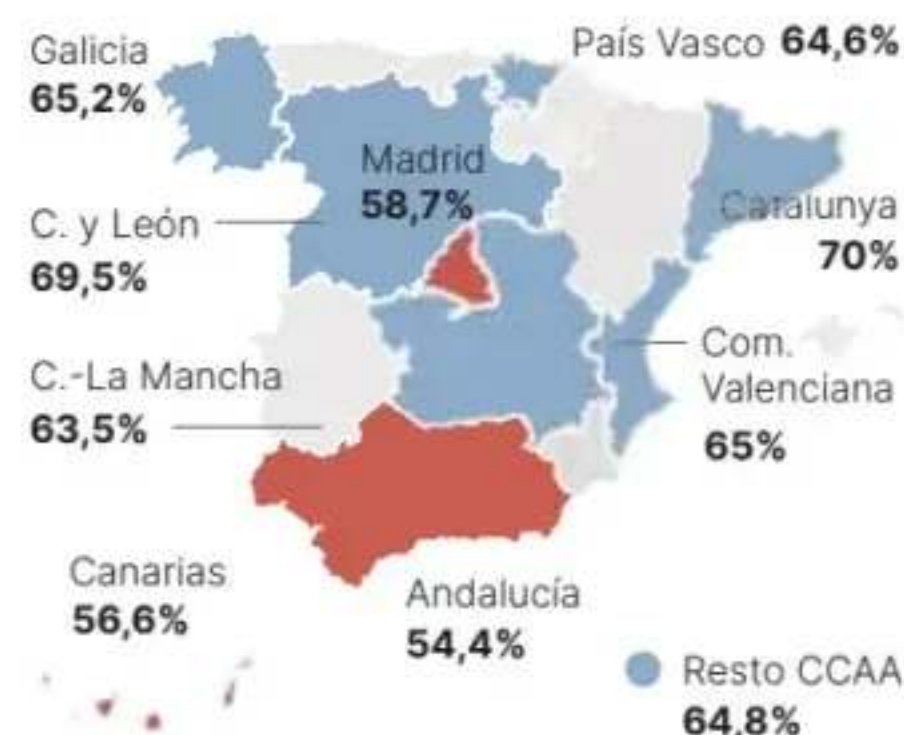 Galicia
65,2%
País Vasco 64,6%
Madrid
58,7%
C. y León
69,5%
Catalunya
70%
C.-La Mancha
63,5%
Com.
Valenciana
65%
Canarias
56,6%
Andalucía
54,4%
Resto CCAA
64,8%